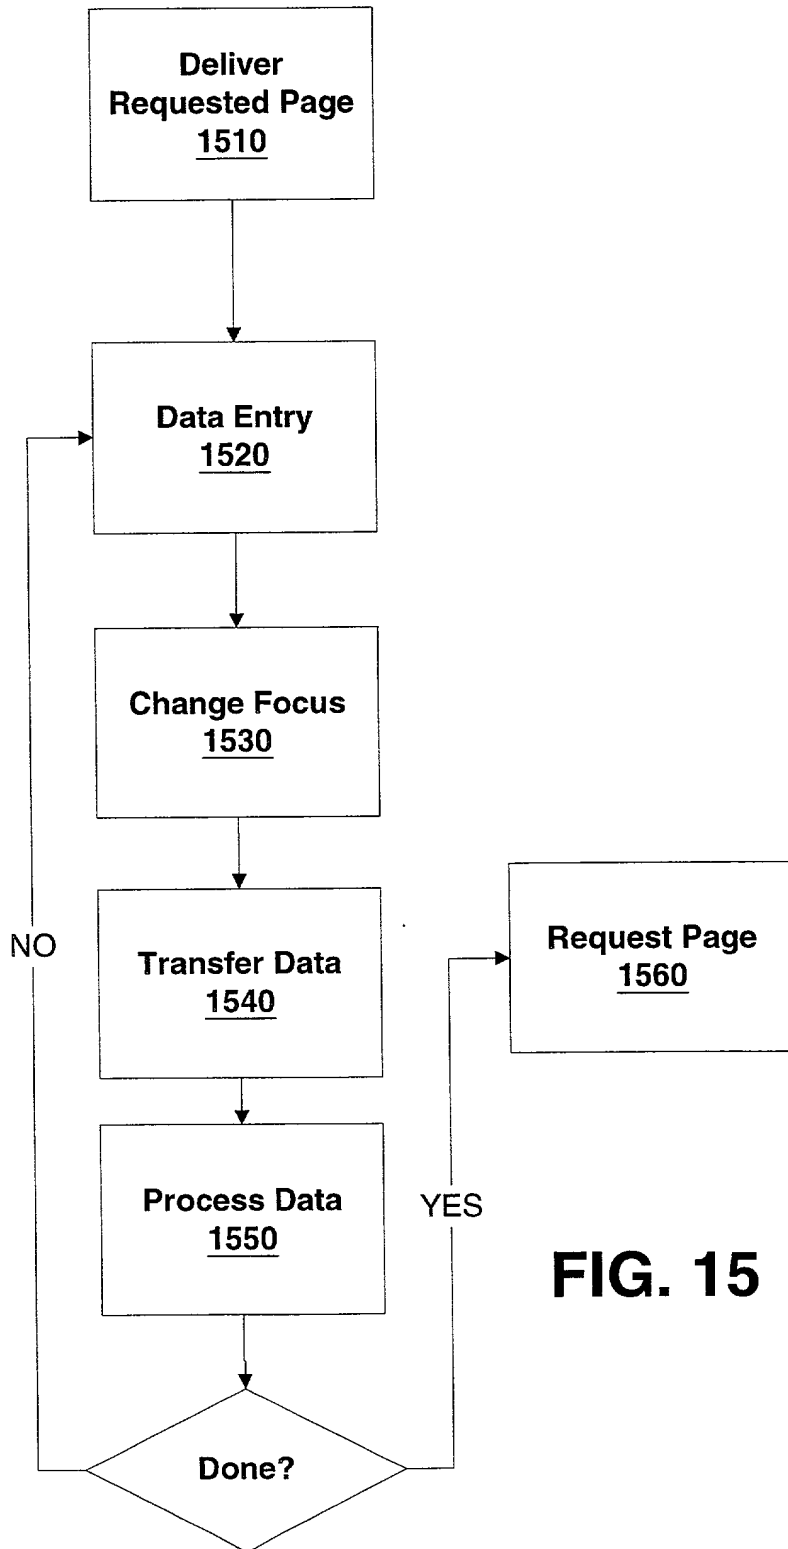 Deliver
Requested Page
1510
Data Entry
1520
Change Focus
1530
Transfer Data
1540
Process Data
1550
Done?
NO
YES
Request Page
1560
FIG. 15